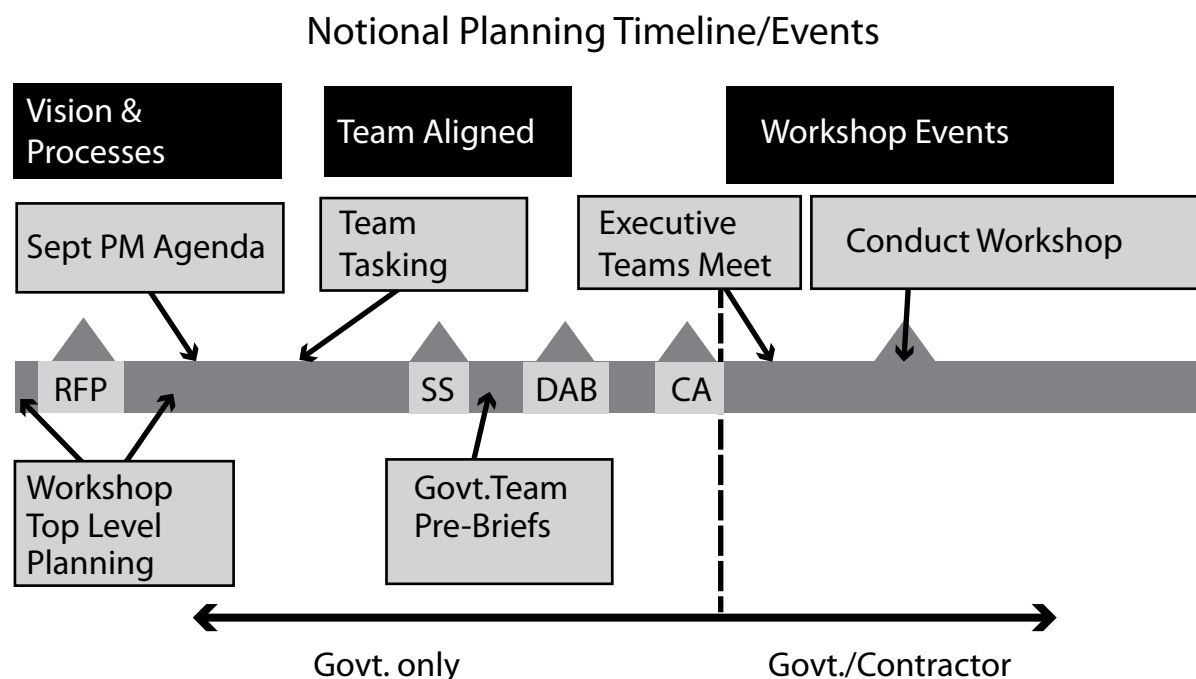 Notional Planning Timeline/Events
Vision &
Processes
Team Aligned
Workshop Events
Sept PM Agenda
Team
Tasking
Executive
Teams Meet
Conduct Workshop
RFP
SS
DAB
CA
Workshop
Top Level
Planning
Govt.Team
Pre-Briefs
Govt. only
Govt./Contractor